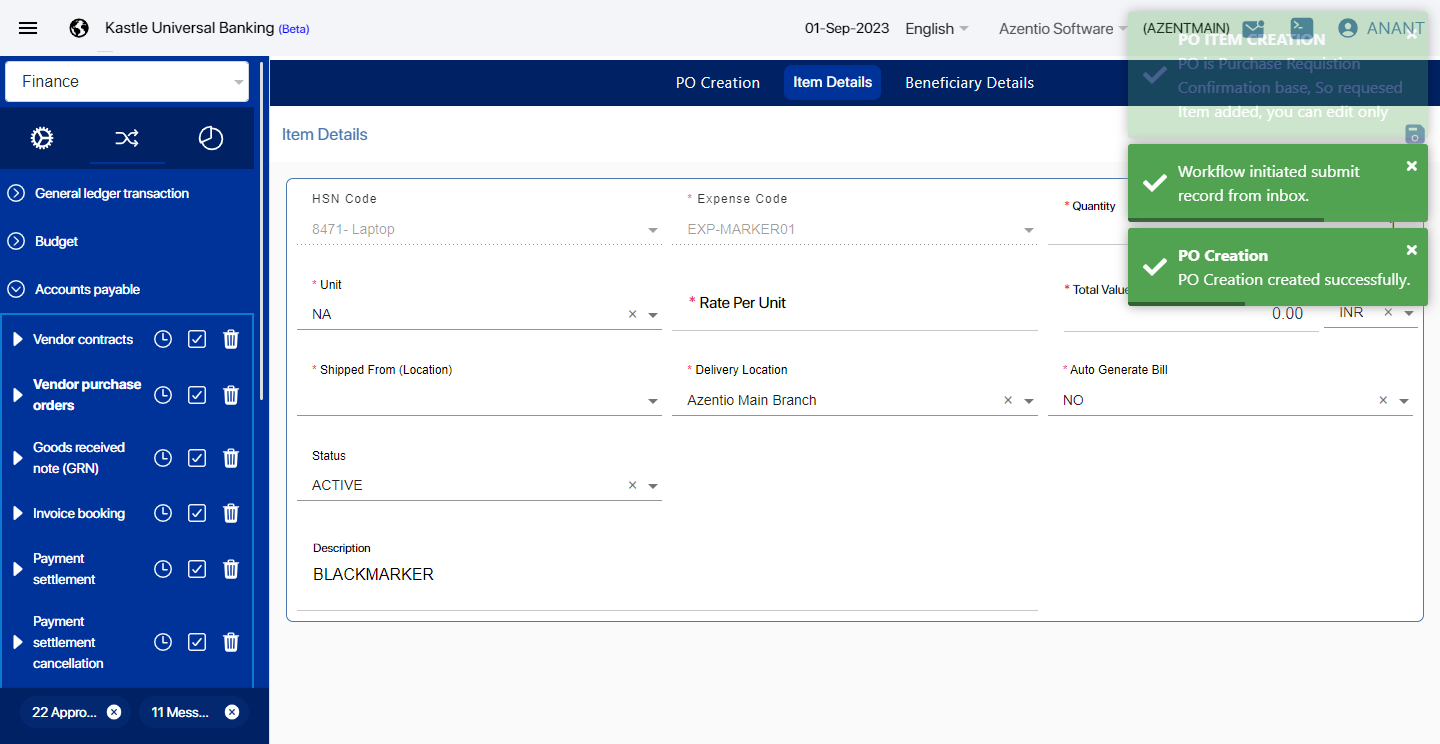 Kastle Universal Banking (Beta)
01-Sep-2023
English
Azentio Software
(AZENTMAIN)
ANANT
Finance
PO Creation
Item Details
Beneficiary Details
PO ITEM CREATION
PO is Purchase Requistion
Confirmation base, So requesed
Item added, you can edit only
Workflow initiated submit
record from inbox.
PO Creation
PO Creation created successfully.
General ledger transaction
Budget
Accounts payable
Vendor contracts
Vendor purchase
orders
Goods received
note (GRN)
Invoice booking
Payment
settlement
Payment
settlement
cancellation
22 Appro...
11 Mess...
Item Details
HSN Code
8471- Laptop
* Expense Code
EXP-MARKER01
* Quantity
* Unit
NA
* Rate Per Unit
* Total Value
0.00
INR
* Shipped From (Location)
* Delivery Location
Azentio Main Branch
* Auto Generate Bill
NO
Status
ACTIVE
Description
BLACKMARKER